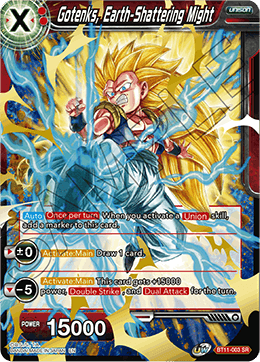 X
Gotenks, Earth-Shattering Might
UNISON
Auto Once per turn When you activate a Union skill,
add a marker to this card.
±0 Activate:Main Draw 1 card.
−5 Activate:Main This card gets +15000
power, Double Strike, and Dual Attack for the turn.
POWER 15000
BT11-003 SR